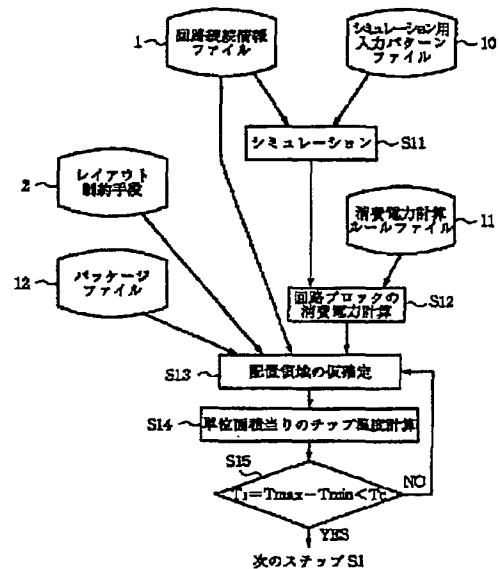 1
回路接続情報
ファイル
シミュレーション用
入力パターン
ファイル
10
シミュレーション
S11
2
レイアウト
制約手段
消費電力計算
ルールファイル
11
12
パッケージ
ファイル
回路ブロックの
消費電力計算
S12
S13
配置領域の仮確定
S14
単位面積当りのチップ温度計算
S15
T1=Tmax-Tmin<Tc
NO
YES
次のステップS1